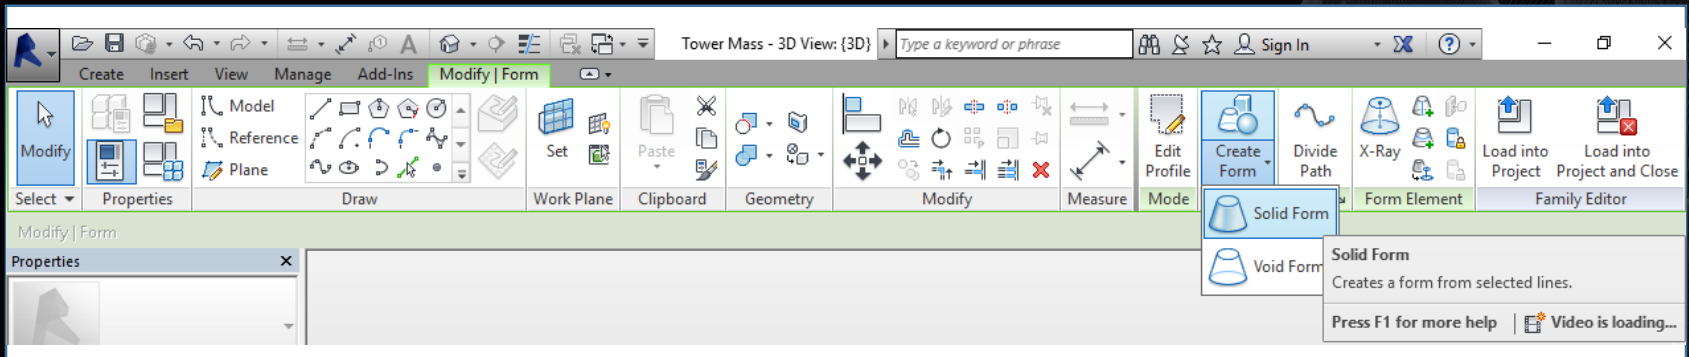 Tower Mass - 3D View: {3D}
Type a keyword or phrase
Sign In
Create Insert View Manage Add-Ins Modify | Form
Modify
Select
Properties
Model
Reference
Plane
Draw
Set
Work Plane
Paste
Clipboard
Geometry
Modify
Measure
Edit
Profile
Mode
Create
Form
Divide
Path
X-Ray
Form Element
Load into
Project
Load into
Project and Close
Family Editor
Solid Form
Void Form
Modify | Form
Properties
Solid Form
Creates a form from selected lines.
Press F1 for more help
Video is loading...